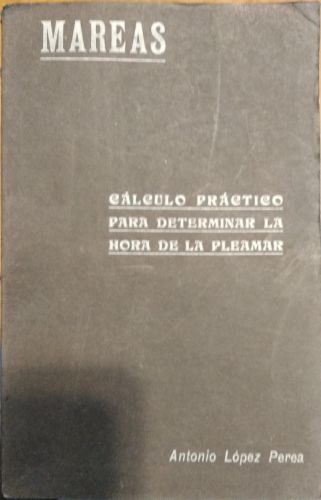 MAREAS
CÁLCULO PRÁCTICO
PARA DETERMINAR LA
HORA DE LA PLEAMAR
Antonio López Perea